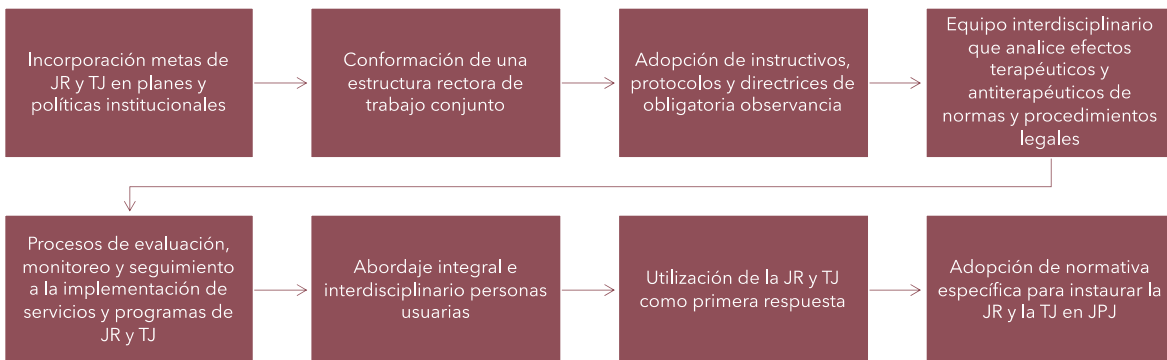 Incorporación metas de
JR y TJ en planes y
políticas institucionales
Conformación de una
estructura rectora de
trabajo conjunto
Adopción de instructivos,
protocolos y directrices de
obligatoria observancia
Equipo interdisciplinario
que analice efectos
terapéuticos y
antiterapéuticos de
normas y procedimientos
legales
Procesos de evaluación,
monitoreo y seguimiento
a la implementación de
servicios y programas de
JR y TJ
Abordaje integral e
interdisciplinario personas
usuarias
Utilización de la JR y TJ
como primera respuesta
Adopción de normativa
específica para instaurar la
JR y la TJ en JPJ